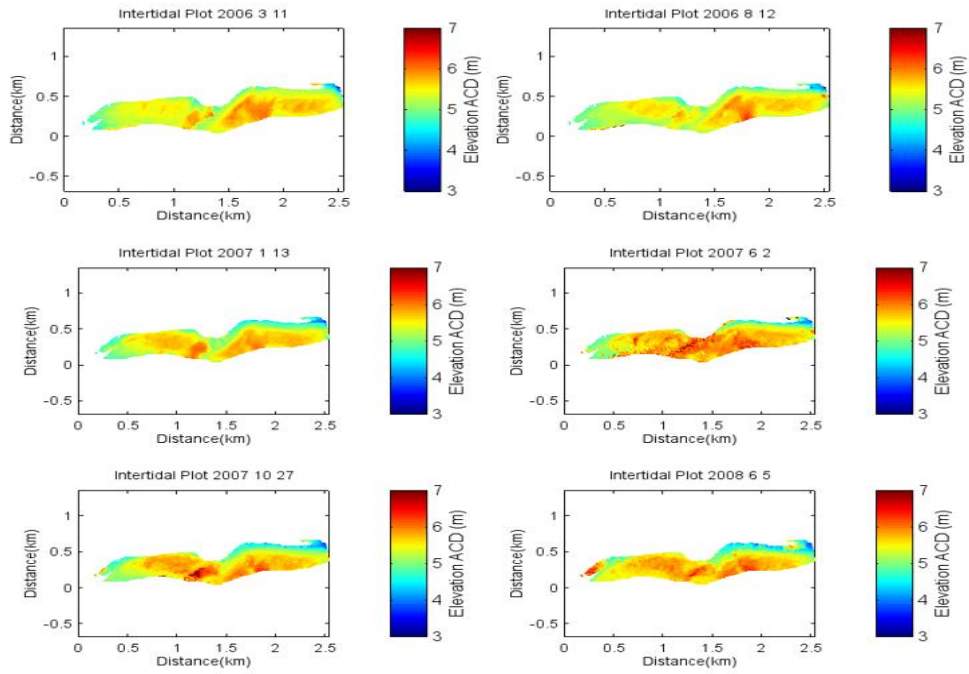 Intertidal Plot 2006 3 11
Distance(km)
1
0.5
0
-0.5
0 0.5 1 1.5 2 2.5
Distance(km)
7
6
5
4
3
Elevation ACD (m)
Intertidal Plot 2006 8 12
Distance(km)
1
0.5
0
-0.5
0 0.5 1 1.5 2 2.5
Distance(km)
7
6
5
4
3
Elevation ACD (m)
Intertidal Plot 2007 1 13
Distance(km)
1
0.5
0
-0.5
0 0.5 1 1.5 2 2.5
Distance(km)
7
6
5
4
3
Elevation ACD (m)
Intertidal Plot 2007 6 2
Distance(km)
1
0.5
0
-0.5
0 0.5 1 1.5 2 2.5
Distance(km)
7
6
5
4
3
Elevation ACD (m)
Intertidal Plot 2007 10 27
Distance(km)
1
0.5
0
-0.5
0 0.5 1 1.5 2 2.5
Distance(km)
7
6
5
4
3
Elevation ACD (m)
Intertidal Plot 2008 6 5
Distance(km)
1
0.5
0
-0.5
0 0.5 1 1.5 2 2.5
Distance(km)
7
6
5
4
3
Elevation ACD (m)